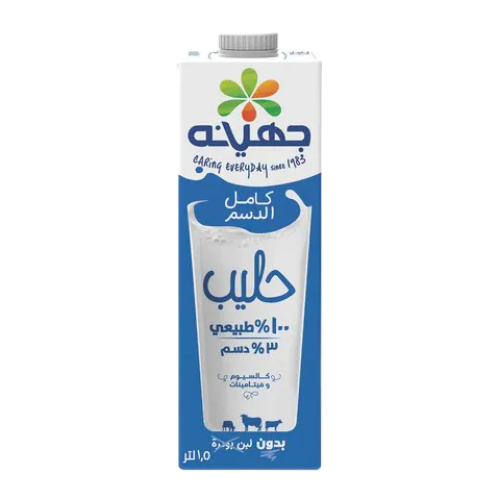 جهينه
CARING EVERYDAY SINCE 1983
كامل
الدسم
حليب
١٠٠% طبيعي
٣% دسم
كالسيوم
و فيتامينات
بدون لبن بودرة
١,٥ لتر